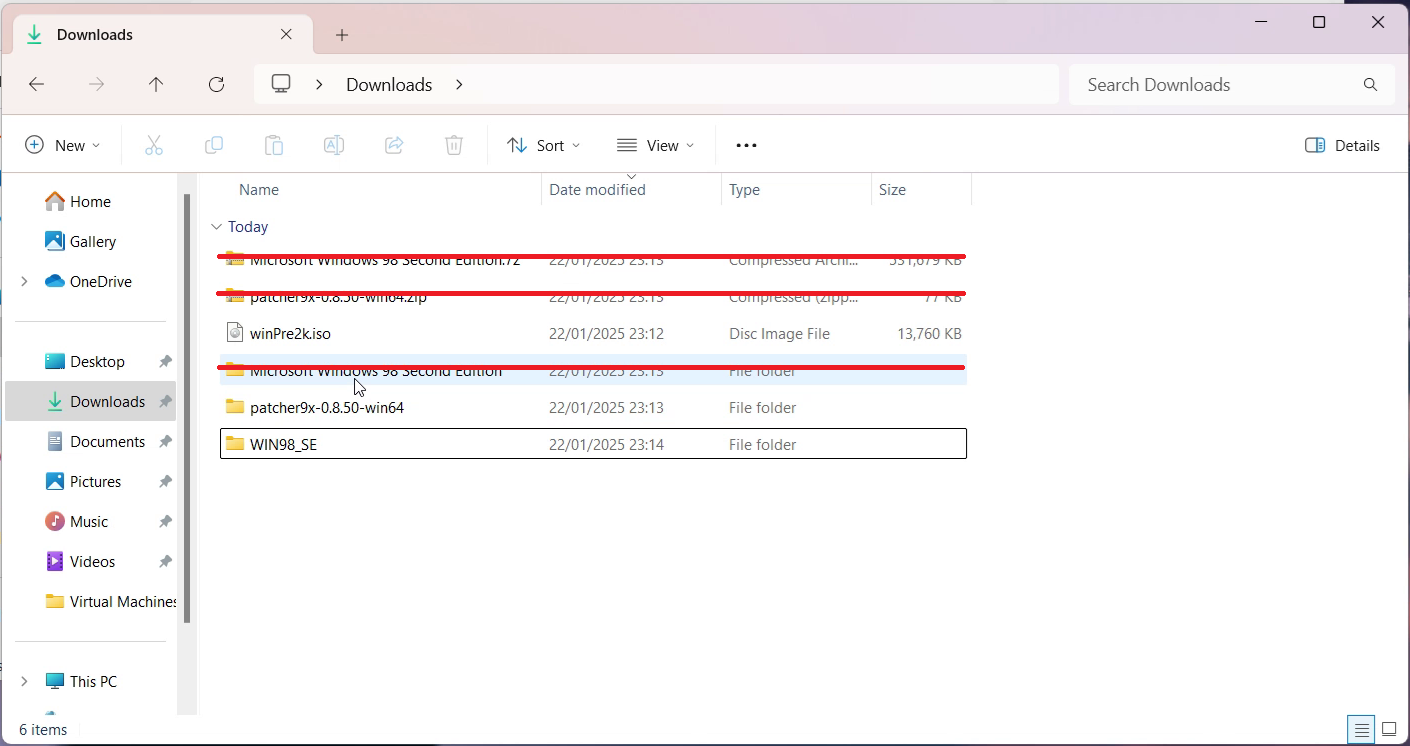 Downloads
Downloads
Search Downloads
New
Sort
View
Details
Name Date modified Type Size
Home
Gallery
OneDrive
Desktop
Downloads
Documents
Pictures
Music
Videos
Virtual Machines
This PC
Today
Microsoft Windows 98 Second Edition.7z 22/01/2025 23:13 Compressed Archi...
patcher9x-0.8.50-win64.zip 22/01/2025 23:13 Compressed (zipp... 77 KB
winPre2k.iso 22/01/2025 23:12 Disc Image File 13,760 KB
Microsoft Windows 98 Second Edition 22/01/2025 23:13 File folder
patcher9x-0.8.50-win64 22/01/2025 23:13 File folder
WIN98_SE 22/01/2025 23:14 File folder
6 items